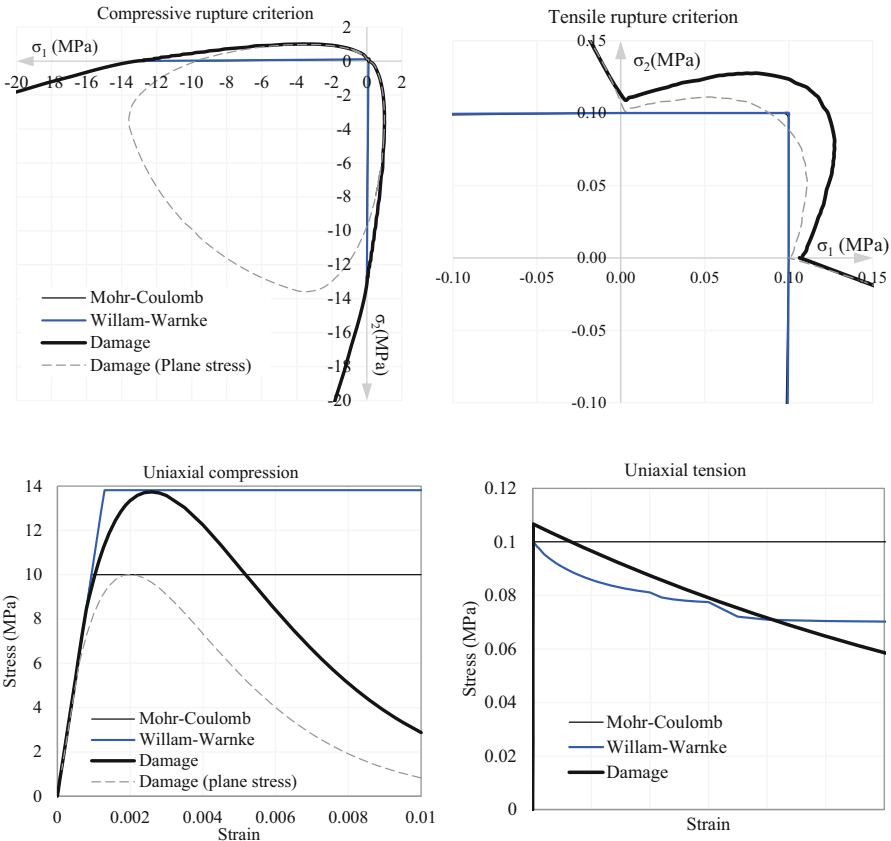 Compressive rupture criterion
σ1 (MPa)
2
0
-20 -18 -16 -14 -12 -10 -8 -6 -4 -2 0 2
-2
-4
-6
-8
-10
-12
-14
-16
-18
-20
σ2(MPa)
Mohr-Coulomb
Willam-Warnke
Damage
Damage (Plane stress)
Tensile rupture criterion
0.15
σ2(MPa)
0.10
0.05
σ1 (MPa)
0.00
-0.10 0.00 0.05 0.10 0.15
-0.05
-0.10
Uniaxial compression
14
12
10
8
6
4
2
0
Stress (MPa)
Mohr-Coulomb
Willam-Warnke
Damage
Damage (plane stress)
0 0.002 0.004 0.006 0.008 0.01
Strain
Uniaxial tension
0.12
0.1
0.08
0.06
0.04
0.02
0
Stress (MPa)
Mohr-Coulomb
Willam-Warnke
Damage
Strain